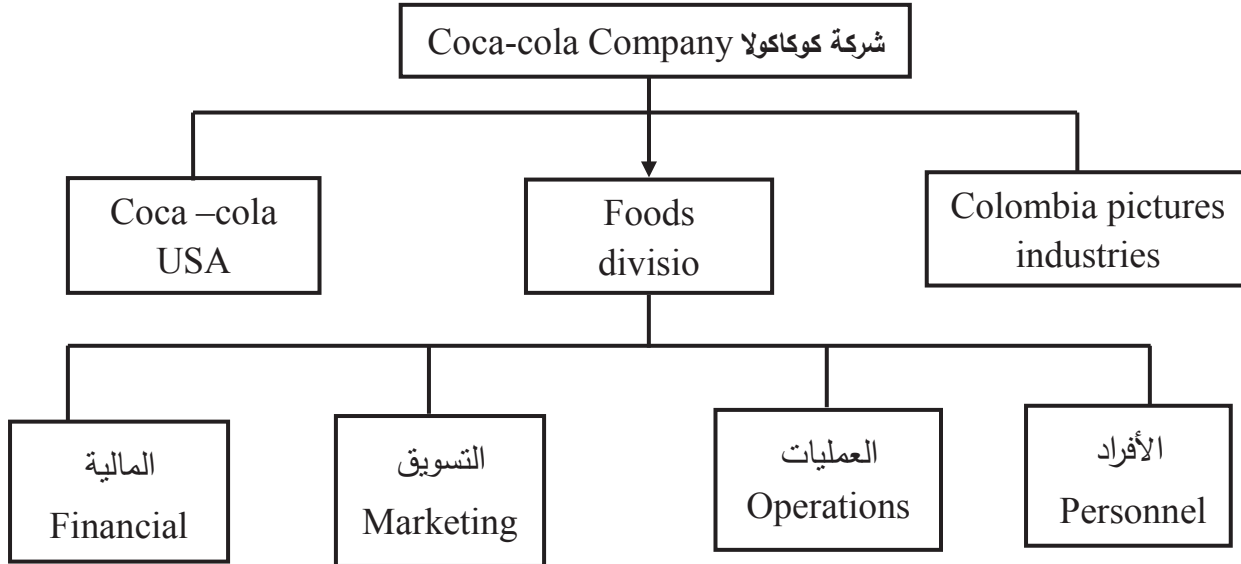 Coca-cola Company شركة كوكاكولا
Coca –cola
USA
Foods
divisio
Colombia pictures
industries
المالية
Financial
التسويق
Marketing
العمليات
Operations
الأفراد
Personnel